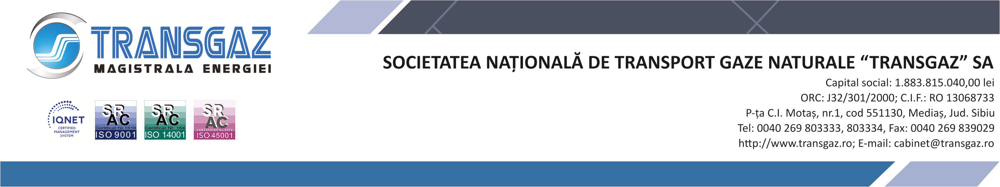 TRANSGAZ
MAGISTRALA ENERGIEI
SOCIETATEA NAȚIONALĂ DE TRANSPORT GAZE NATURALE “TRANSGAZ” SA
Capital social: 1.883.815.040,00 lei
ORC: J32/301/2000; C.I.F.: RO 13068733
P-ța C.I. Motaș, nr.1, cod 551130, Mediaș, Jud. Sibiu
Tel: 0040 269 803333, 803334, Fax: 0040 269 839029
http://www.transgaz.ro; E-mail: cabinet@transgaz.ro
IQNET
CERTIFIED
MANAGEMENT
SYSTEM
SR
AC
Certificat Nr.1516
ISO 9001
SR
AC
Certificat Nr. 164
ISO 14001
SR
AC
CERTIFICAT nr.3276
ISO 45001